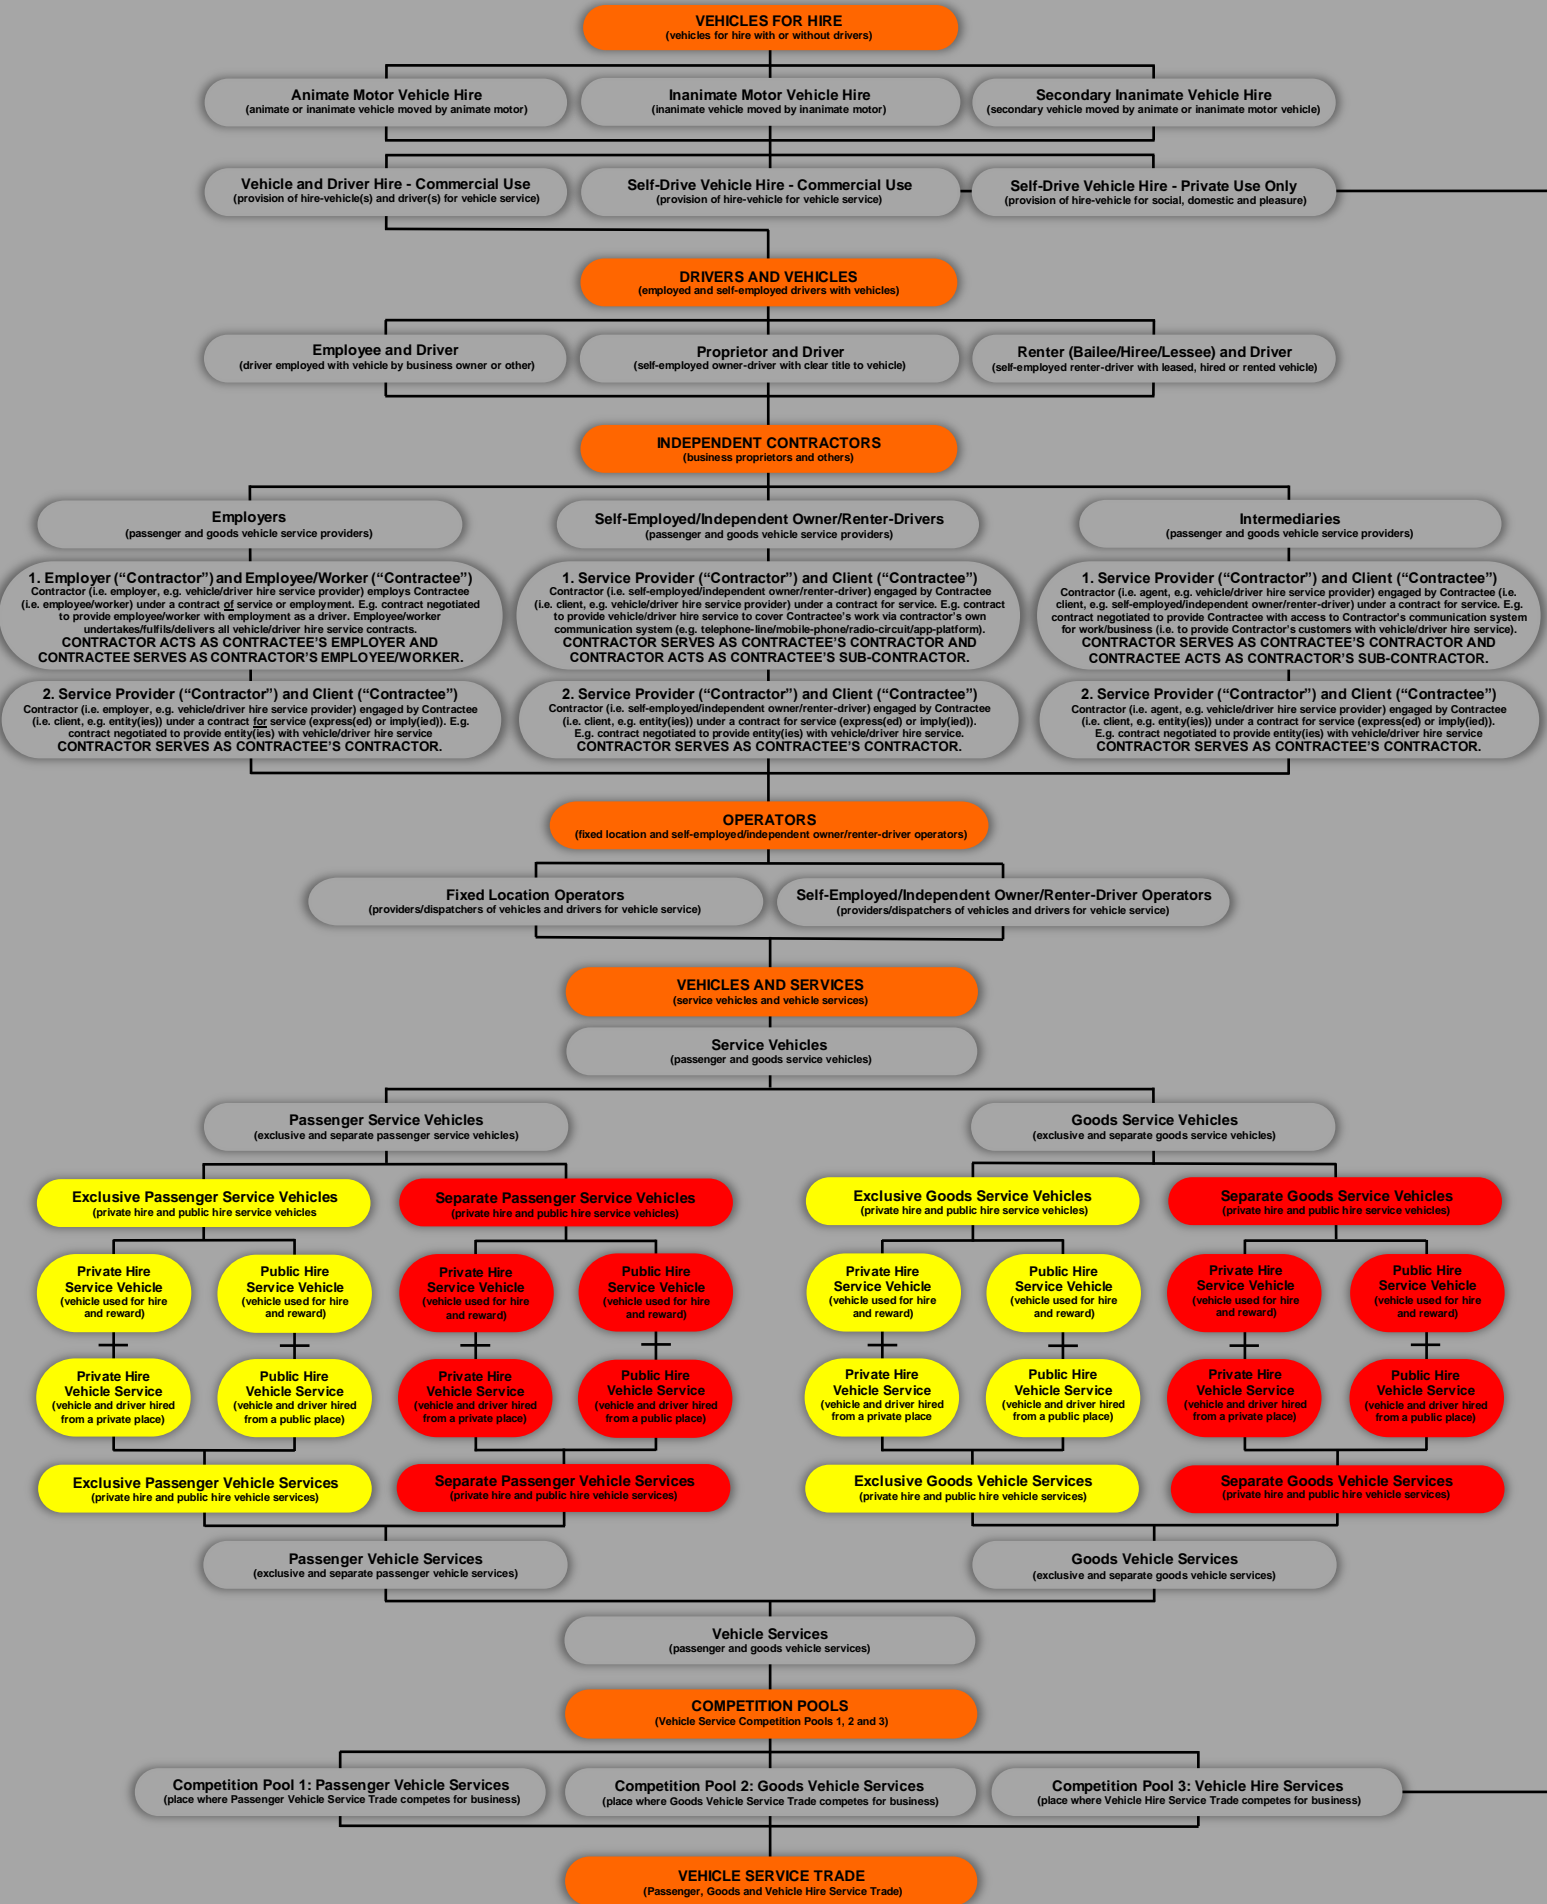 VEHICLES FOR HIRE
(vehicles for hire with or without drivers)
Animate Motor Vehicle Hire
(animate or inanimate vehicle moved by animate motor)
Inanimate Motor Vehicle Hire
(inanimate vehicle moved by inanimate motor)
Secondary Inanimate Vehicle Hire
(secondary vehicle moved by animate or inanimate motor vehicle)
Vehicle and Driver Hire - Commercial Use
(provision of hire-vehicle(s) and driver(s) for vehicle service)
Self-Drive Vehicle Hire - Commercial Use
(provision of hire-vehicle for vehicle service)
Self-Drive Vehicle Hire - Private Use Only
(provision of hire-vehicle for social, domestic and pleasure)
DRIVERS AND VEHICLES
(employed and self-employed drivers with vehicles)
Employee and Driver
(driver employed with vehicle by business owner or other)
Proprietor and Driver
(self-employed owner-driver with clear title to vehicle)
Renter (Bailee/Hiree/Lessee) and Driver
(self-employed renter-driver with leased, hired or rented vehicle)
INDEPENDENT CONTRACTORS
(business proprietors and others)
Employers
(passenger and goods vehicle service providers)
Self-Employed/Independent Owner/Renter-Drivers
(passenger and goods vehicle service providers)
Intermediaries
(passenger and goods vehicle service providers)
1. Employer (“Contractor”) and Employee/Worker (“Contractee”)
Contractor (i.e. employer, e.g. vehicle/driver hire service provider) employs Contractee
(i.e. employee/worker) under a contract of service or employment. E.g. contract negotiated
to provide employee/worker with employment as a driver. Employee/worker
undertakes/fulfils/delivers all vehicle/driver hire service contracts.
CONTRACTOR ACTS AS CONTRACTEE’S EMPLOYER AND
CONTRACTEE SERVES AS CONTRACTOR’S EMPLOYEE/WORKER.
1. Service Provider (“Contractor”) and Client (“Contractee”)
Contractor (i.e. self-employed/independent owner/renter-driver) engaged by Contractee
(i.e. client, e.g. vehicle/driver hire service provider) under a contract for service. E.g. contract
to provide vehicle/driver hire service to cover Contractee’s work via contractor’s own
communication system (e.g. telephone-line/mobile-phone/radio-circuit/app-platform).
CONTRACTOR SERVES AS CONTRACTEE’S CONTRACTOR AND
CONTRACTOR ACTS AS CONTRACTEE’S SUB-CONTRACTOR.
1. Service Provider (“Contractor”) and Client (“Contractee”)
Contractor (i.e. agent, e.g. vehicle/driver hire service provider) engaged by Contractee (i.e.
client, e.g. self-employed/independent owner/renter-driver) under a contract for service. E.g.
contract negotiated to provide Contractee with access to Contractor’s communication system
for work/business (i.e. to provide Contractor’s customers with vehicle/driver hire service).
CONTRACTOR SERVES AS CONTRACTEE’S CONTRACTOR AND
CONTRACTEE ACTS AS CONTRACTOR’S SUB-CONTRACTOR.
2. Service Provider (“Contractor”) and Client (“Contractee”)
Contractor (i.e. employer, e.g. vehicle/driver hire service provider) engaged by Contractee
(i.e. client, e.g. entity(ies)) under a contract for service (express(ed) or imply(ied)). E.g.
contract negotiated to provide entity(ies) with vehicle/driver hire service
CONTRACTOR SERVES AS CONTRACTEE’S CONTRACTOR.
2. Service Provider (“Contractor”) and Client (“Contractee”)
Contractor (i.e. self-employed/independent owner/renter-driver) engaged by Contractee
(i.e. client, e.g. entity(ies)) under a contract for service (express(ed) or imply(ied)).
E.g. contract negotiated to provide entity(ies) with vehicle/driver hire service.
CONTRACTOR SERVES AS CONTRACTEE’S CONTRACTOR.
2. Service Provider (“Contractor”) and Client (“Contractee”)
Contractor (i.e. agent, e.g. vehicle/driver hire service provider) engaged by Contractee
(i.e. client, e.g. entity(ies)) under a contract for service (express(ed) or imply(ied)).
E.g. contract negotiated to provide entity(ies) with vehicle/driver hire service
CONTRACTOR SERVES AS CONTRACTEE’S CONTRACTOR.
OPERATORS
(fixed location and self-employed/independent owner/renter-driver operators)
Fixed Location Operators
(providers/dispatchers of vehicles and drivers for vehicle service)
Self-Employed/Independent Owner/Renter-Driver Operators
(providers/dispatchers of vehicles and drivers for vehicle service)
VEHICLES AND SERVICES
(service vehicles and vehicle services)
Service Vehicles
(passenger and goods service vehicles)
Passenger Service Vehicles
(exclusive and separate passenger service vehicles)
Goods Service Vehicles
(exclusive and separate goods service vehicles)
Exclusive Passenger Service Vehicles
(private hire and public hire service vehicles
Separate Passenger Service Vehicles
(private hire and public hire service vehicles)
Exclusive Goods Service Vehicles
(private hire and public hire service vehicles)
Separate Goods Service Vehicles
(private hire and public hire service vehicles)
Private Hire
Service Vehicle
(vehicle used for hire
and reward)
Public Hire
Service Vehicle
(vehicle used for hire
and reward)
Private Hire
Service Vehicle
(vehicle used for hire
and reward)
Public Hire
Service Vehicle
(vehicle used for hire
and reward)
Private Hire
Service Vehicle
(vehicle used for hire
and reward)
Public Hire
Service Vehicle
(vehicle used for hire
and reward)
Private Hire
Service Vehicle
(vehicle used for hire
and reward)
Public Hire
Service Vehicle
(vehicle used for hire
and reward)
Private Hire
Vehicle Service
(vehicle and driver hired
from a private place)
Public Hire
Vehicle Service
(vehicle and driver hired
from a public place)
Private Hire
Vehicle Service
(vehicle and driver hired
from a private place)
Public Hire
Vehicle Service
(vehicle and driver hired
from a public place)
Private Hire
Vehicle Service
(vehicle and driver hired
from a private place
Public Hire
Vehicle Service
(vehicle and driver hired
from a public place)
Private Hire
Vehicle Service
(vehicle and driver hired
from a private place)
Public Hire
Vehicle Service
(vehicle and driver hired
from a public place)
Exclusive Passenger Vehicle Services
(private hire and public hire vehicle services)
Separate Passenger Vehicle Services
(private hire and public hire vehicle services)
Exclusive Goods Vehicle Services
(private hire and public hire vehicle services)
Separate Goods Vehicle Services
(private hire and public hire vehicle services)
Passenger Vehicle Services
(exclusive and separate passenger vehicle services)
Goods Vehicle Services
(exclusive and separate goods vehicle services)
Vehicle Services
(passenger and goods vehicle services)
COMPETITION POOLS
(Vehicle Service Competition Pools 1, 2 and 3)
Competition Pool 1: Passenger Vehicle Services
(place where Passenger Vehicle Service Trade competes for business)
Competition Pool 2: Goods Vehicle Services
(place where Goods Vehicle Service Trade competes for business)
Competition Pool 3: Vehicle Hire Services
(place where Vehicle Hire Service Trade competes for business)
VEHICLE SERVICE TRADE
(Passenger, Goods and Vehicle Hire Service Trade)